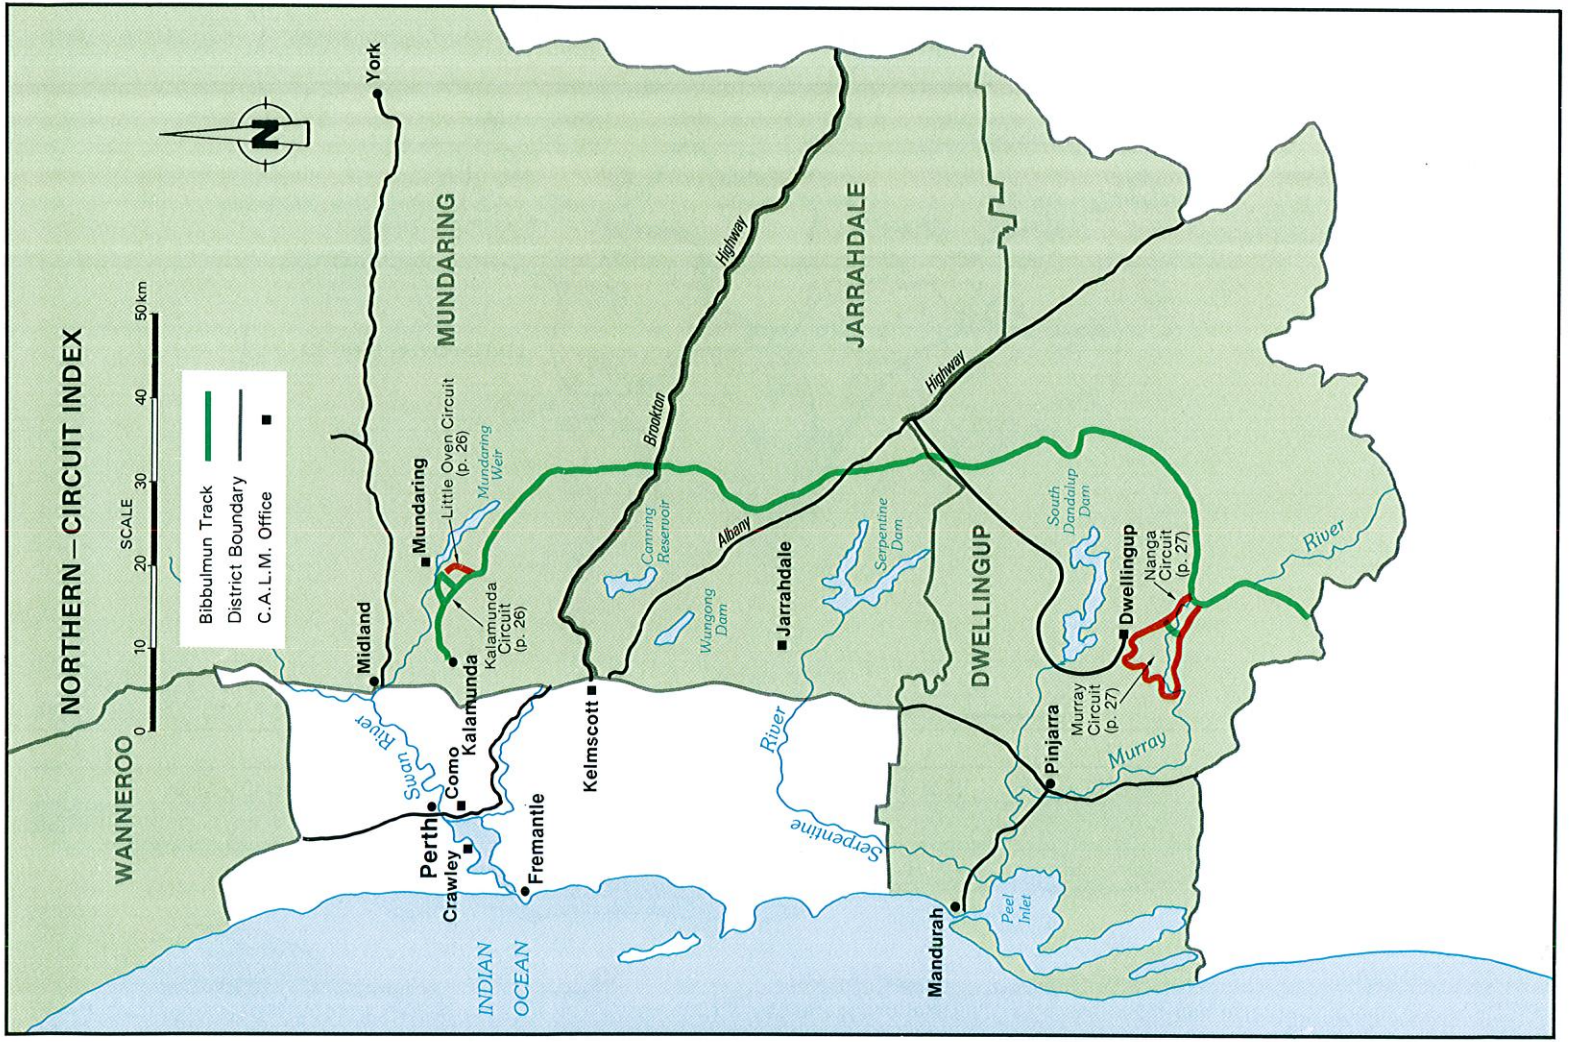 NORTHERN–CIRCUIT INDEX
SCALE
0 10 20 30 40 50 km
Bibbulmun Track
District Boundary
C.A.L.M. Office
N
WANNEROO
Midland
York
MUNDARING
Mundaring
Little Oven Circuit
(p. 26)
Mundaring
Weir
Kalamunda
Circuit
(p. 26)
Kalamunda
Swan River
Perth
Como
Crawley
Fremantle
INDIAN
OCEAN
Kelmscott
Brookton
Highway
Canning
Reservoir
Wungong
Dam
Albany
Highway
Jarrahdale
JARRAHDALE
Serpentine
Dam
Serpentine
River
DWELLINGUP
South
Dandalup
Dam
Dwellingup
Nanga
Circuit
(p. 27)
Murray
Circuit
(p. 27)
Murray
River
Pinjarra
Mandurah
Peel
Inlet